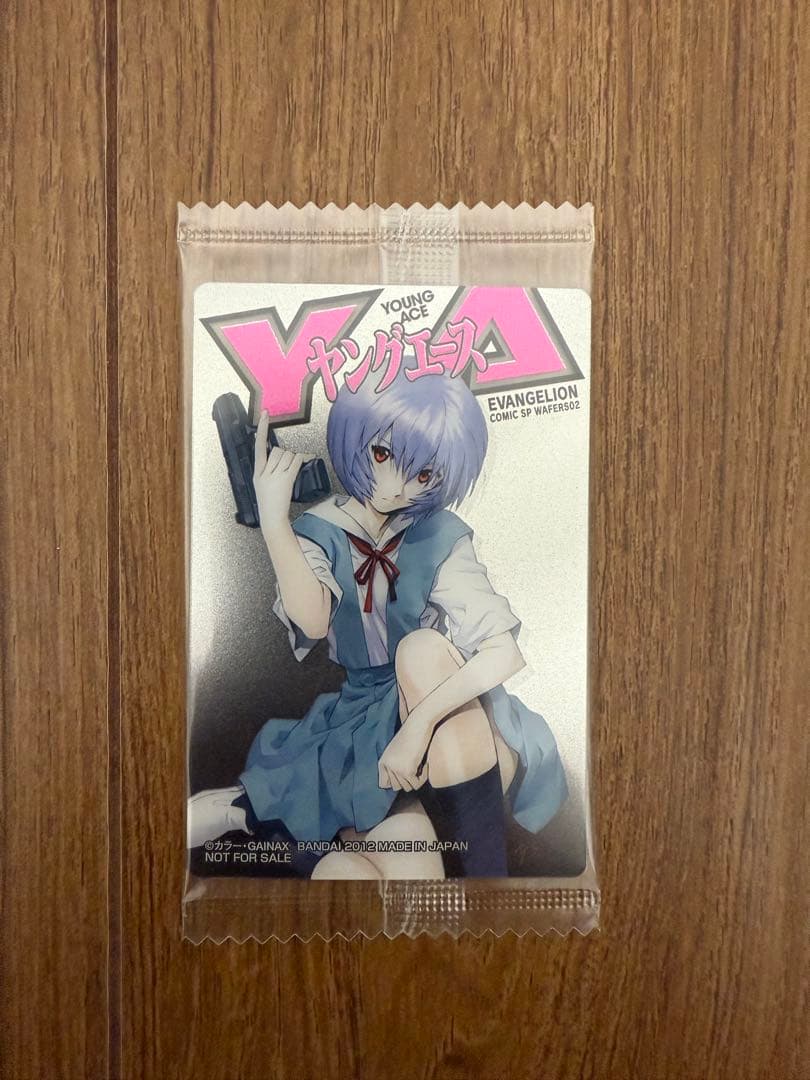 YA
YOUNG
ACE
ヤングエース
EVANGELION
COMIC SP WAFERS02
©カラー・GAINAX BANDAI 2012 MADE IN JAPAN
NOT FOR SALE